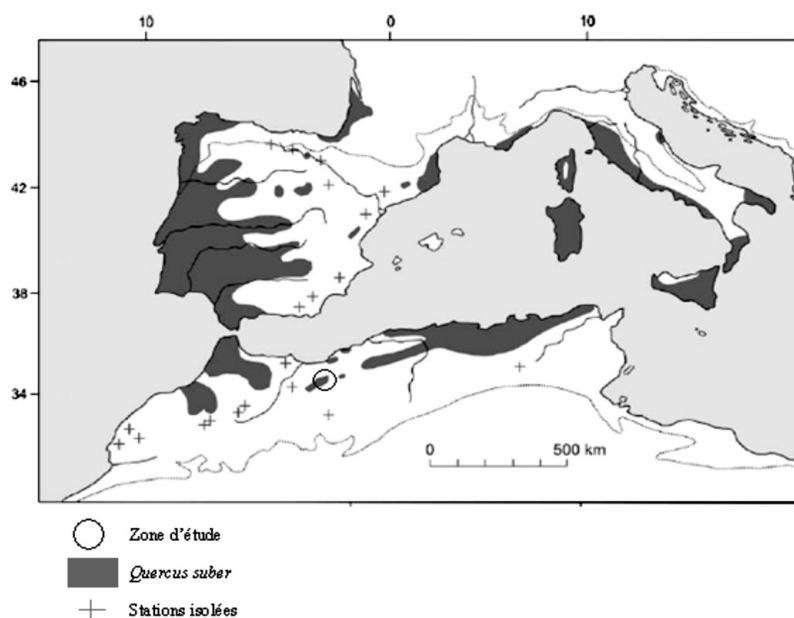 10 0 10
46
42
38
34
0 500 km
Zone d'étude
Quercus suber
Stations isolées